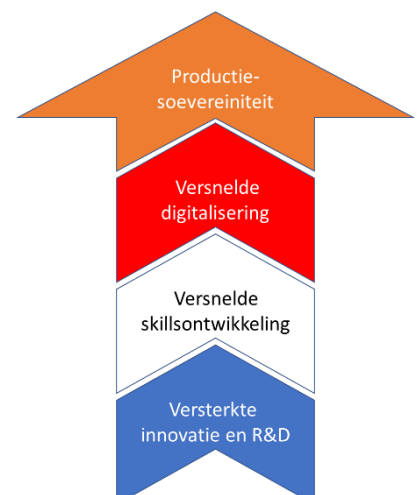 Productie-
soevereiniteit
Versnelde
digitalisering
Versnelde
skillsontwikkeling
Versterkte
innovatie en R&D